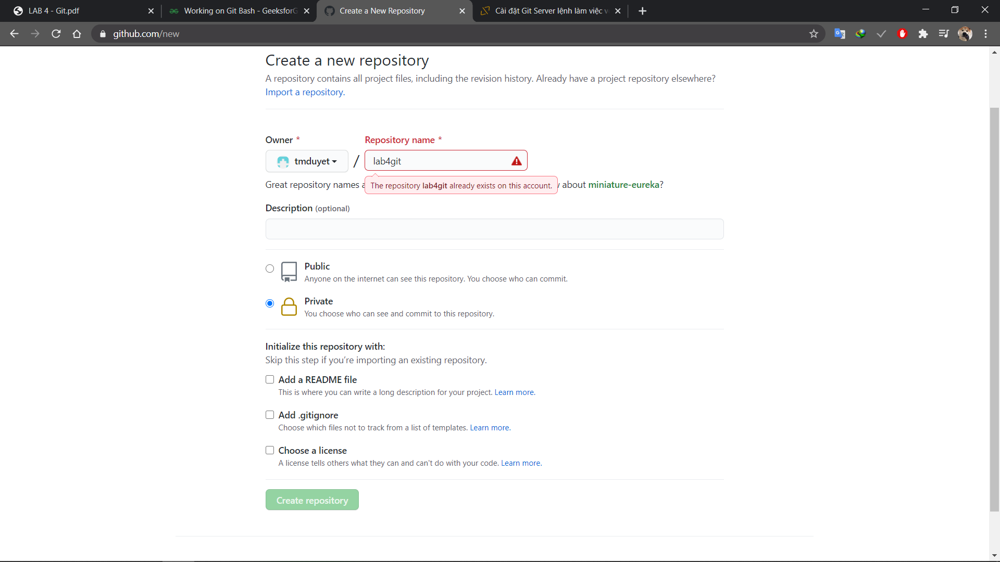 LAB 4 - Git.pdf
Working on Git Bash - GeeksforG
Create a New Repository
Cài đặt Git Server lệnh làm việc v
github.com/new
Create a new repository
A repository contains all project files, including the revision history. Already have a project repository elsewhere?
Import a repository.
Owner *
Repository name *
tmduyet
/
lab4git
Great repository names
The repository lab4git already exists on this account.
about miniature-eureka?
Description (optional)
Public
Anyone on the internet can see this repository. You choose who can commit.
Private
You choose who can see and commit to this repository.
Initialize this repository with:
Skip this step if you’re importing an existing repository.
Add a README file
This is where you can write a long description for your project. Learn more.
Add .gitignore
Choose which files not to track from a list of templates. Learn more.
Choose a license
A license tells others what they can and can't do with your code. Learn more.
Create repository